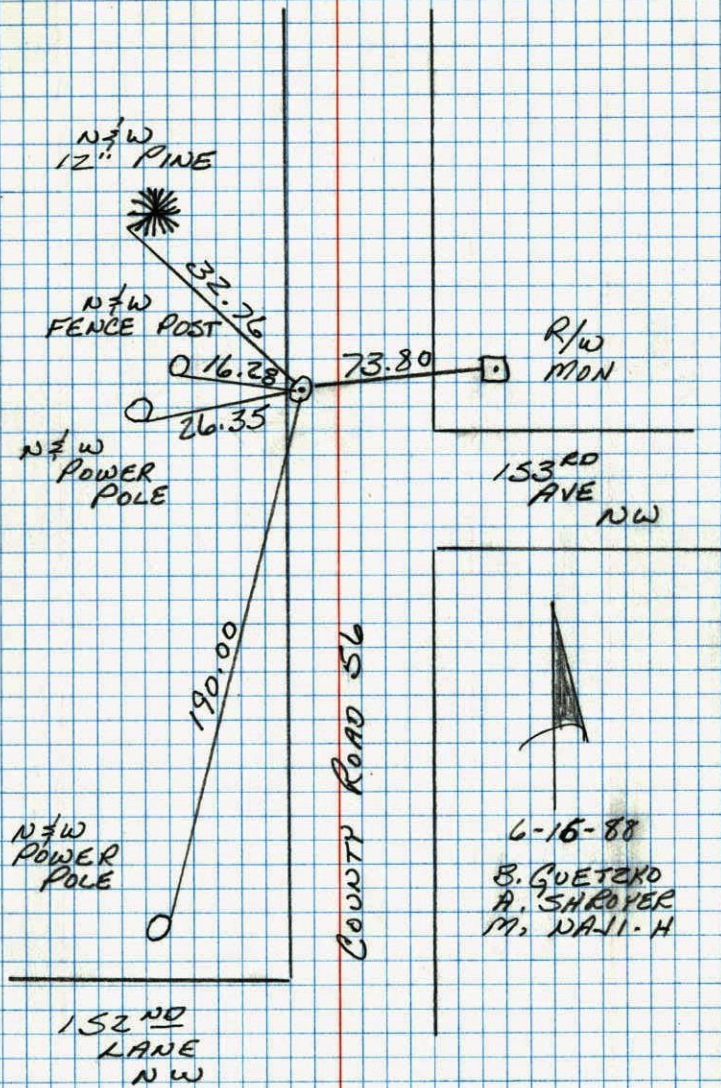 N & W
12" PINE
32.76
N & W
FENCE POST
16.28
73.80
R/W
MON
26.35
N & W
POWER
POLE
153RD
AVE
NW
190.00
COUNTY ROAD 56
N & W
POWER
POLE
6-16-88
B. GUETZKO
A. SHROYER
M. NAJI-H
152ND
LANE
NW